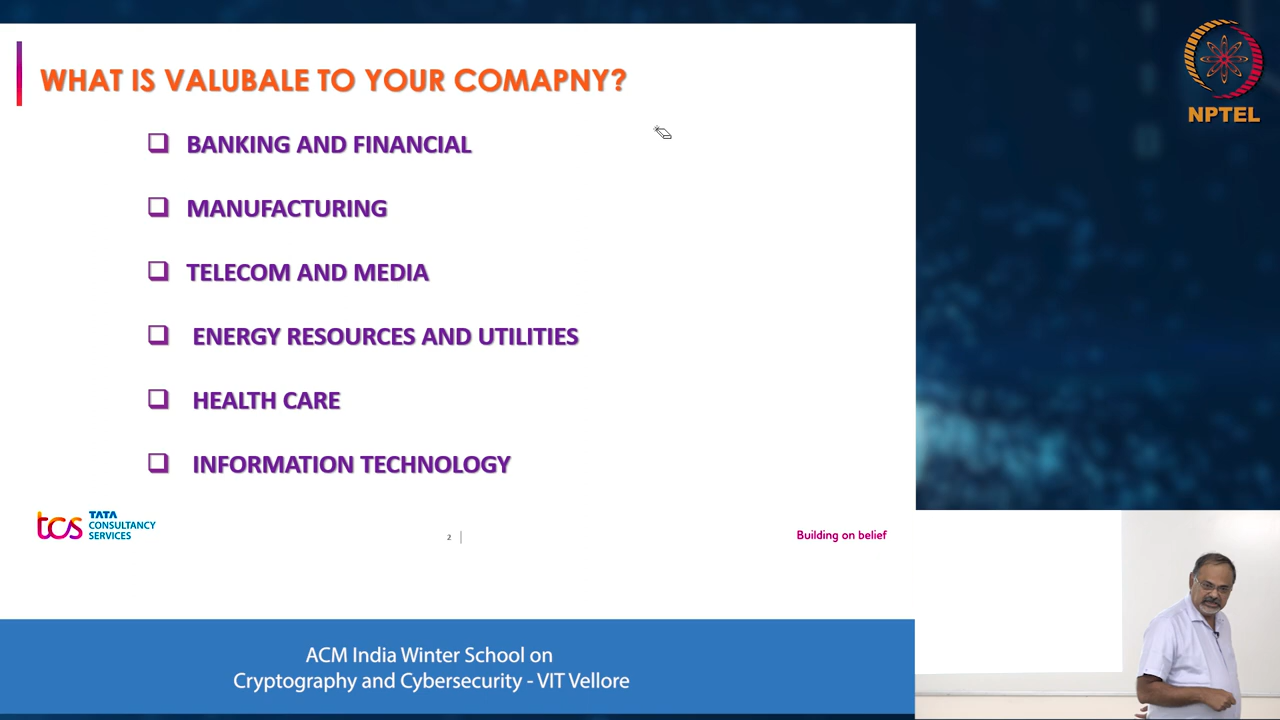 WHAT IS VALUBALE TO YOUR COMAPNY?
BANKING AND FINANCIAL
MANUFACTURING
TELECOM AND MEDIA
ENERGY RESOURCES AND UTILITIES
HEALTH CARE
INFORMATION TECHNOLOGY
tcs
TATA
CONSULTANCY
SERVICES
2
Building on belief
NPTEL
ACM India Winter School on
Cryptography and Cybersecurity - VIT Vellore